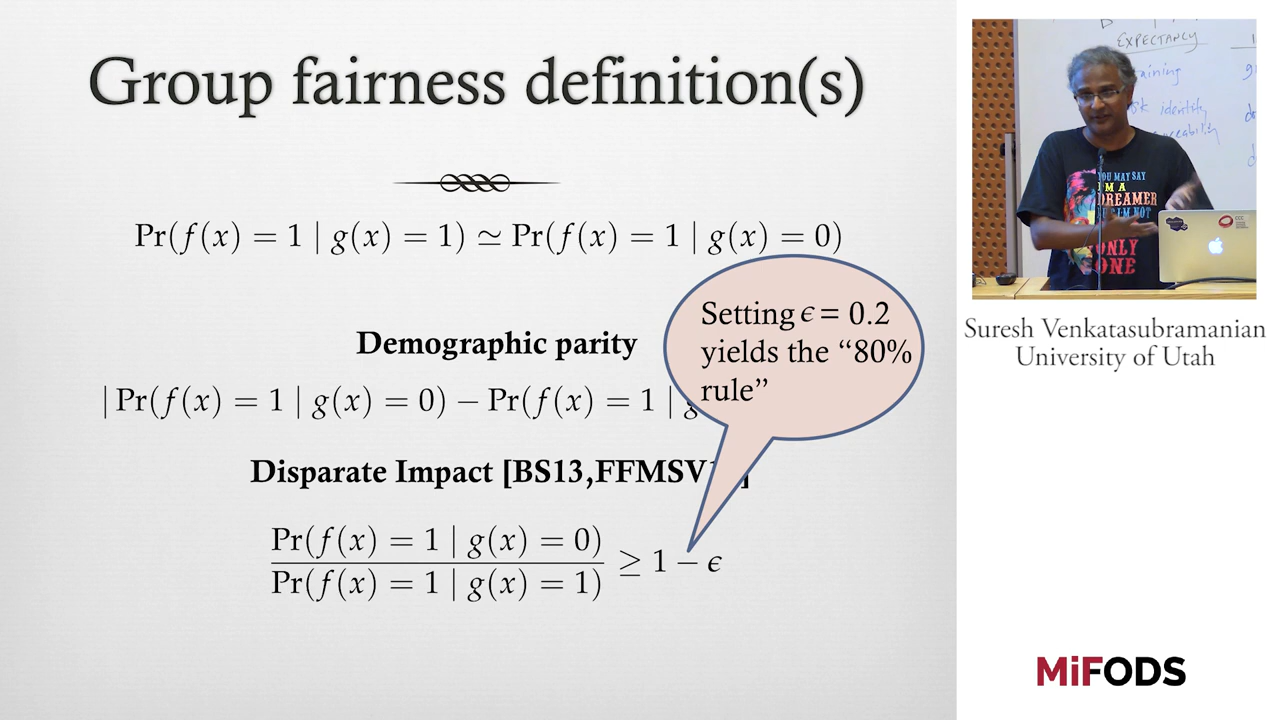 Group fairness definition(s)
Pr(f(x) = 1 | g(x) = 1) ≃ Pr(f(x) = 1 | g(x) = 0)
Setting ϵ = 0.2
yields the “80%
rule”
Demographic parity
| Pr(f(x) = 1 | g(x) = 0) − Pr(f(x) = 1 |
Disparate Impact [BS13,FFMSV
]
Pr(f(x) = 1 | g(x) = 0)
Pr(f(x) = 1 | g(x) = 1)
≥ 1 − ϵ
EXPECTANCY
YOU MAY SAY
I'M A
DREAMER
ONLY
ONE
CCC
Suresh Venkatasubramanian
University of Utah
MiFODS